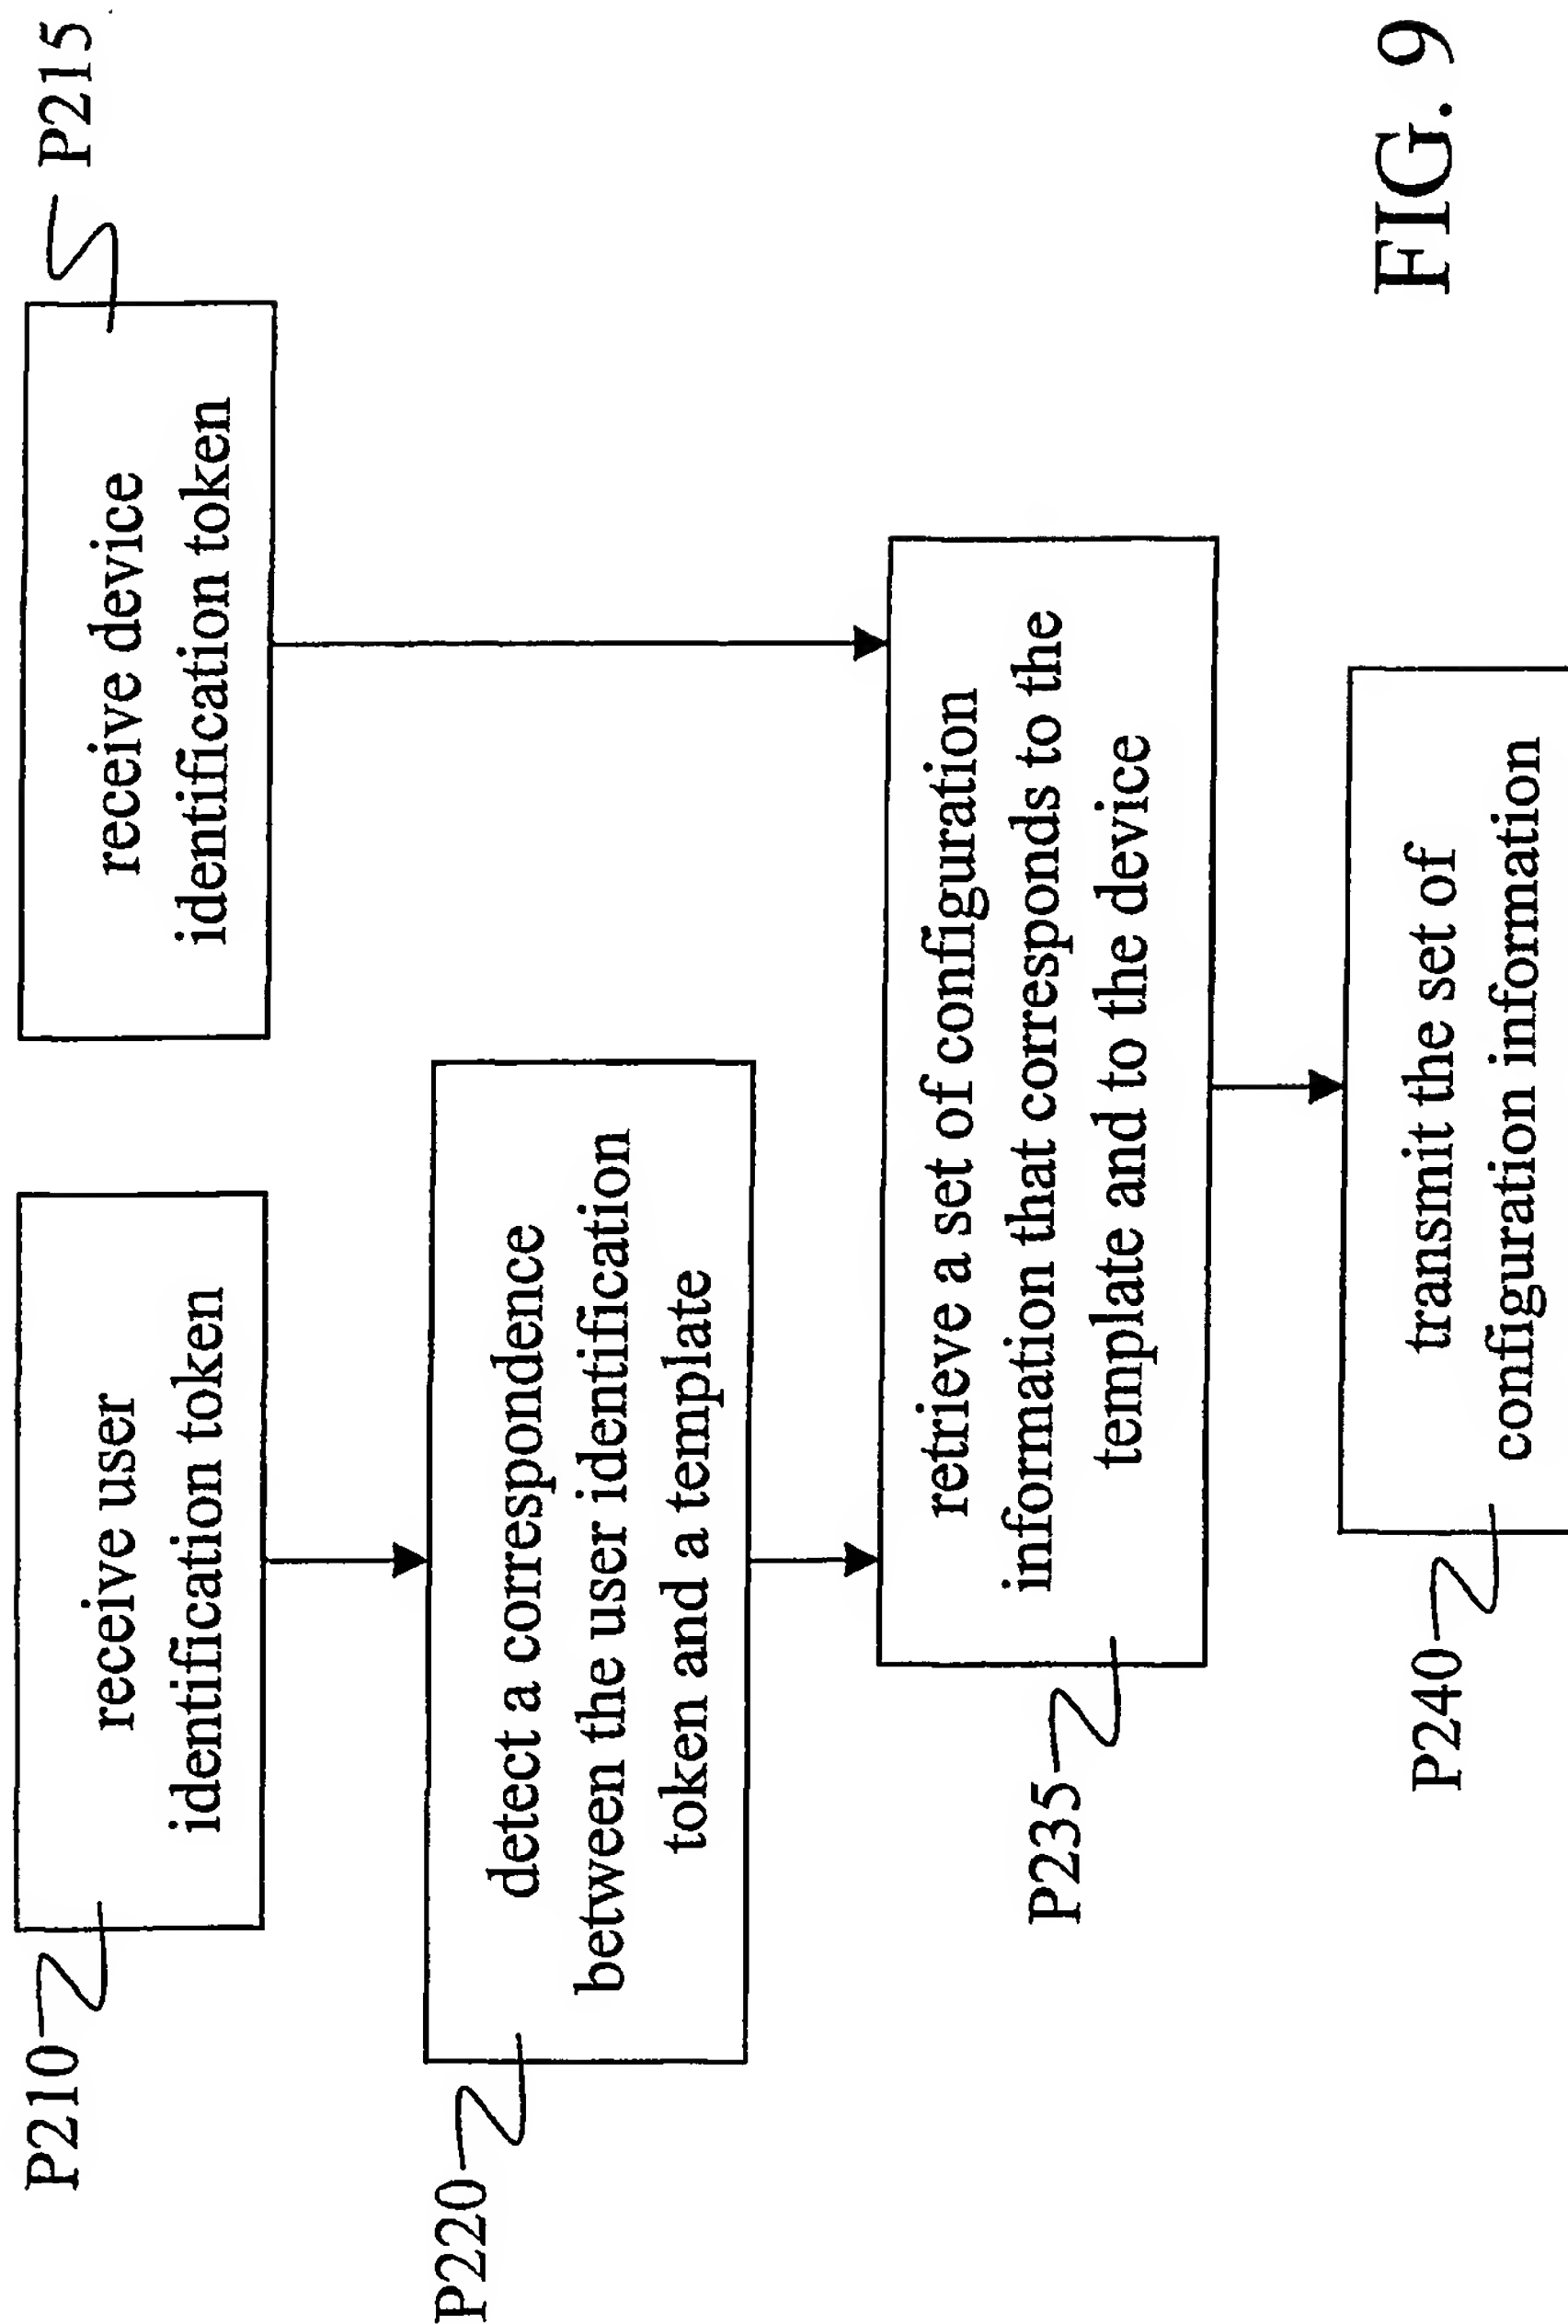 P210
receive user
identification token
receive device
identification token
P215
P220
detect a correspondence
between the user identification
token and a template
P235
retrieve a set of configuration
information that corresponds to the
template and to the device
P240
transmit the set of
configuration information
FIG. 9